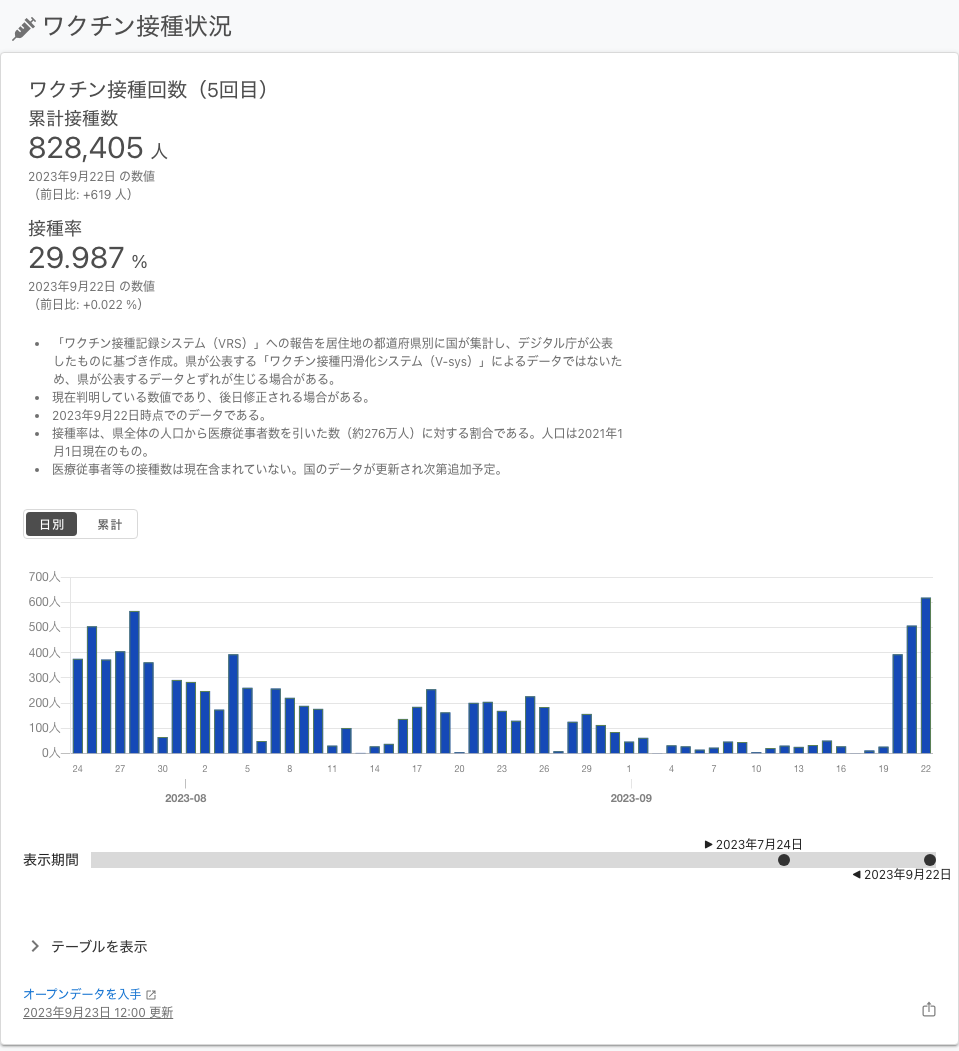 ワクチン接種状況
ワクチン接種回数（5回目）
累計接種数
828,405 人
2023年9月22日 の数値
（前日比: +619 人）
接種率
29.987 %
2023年9月22日 の数値
（前日比: +0.022 %）
• 「ワクチン接種記録システム（VRS）」への報告を居住地の都道府県別に国が集計し、デジタル庁が公表
したものに基づき作成。県が公表する「ワクチン接種円滑化システム（V-sys）」によるデータではないた
め、県が公表するデータとずれが生じる場合がある。
• 現在判明している数値であり、後日修正される場合がある。
• 2023年9月22日時点でのデータである。
• 接種率は、県全体の人口から医療従事者数を引いた数（約276万人）に対する割合である。人口は2021年1
月1日現在のもの。
• 医療従事者等の接種数は現在含まれていない。国のデータが更新され次第追加予定。
日別 累計
700人
600人
500人
400人
300人
200人
100人
0人
24 27 30 2 5 8 11 14 17 20 23 26 29 1 4 7 10 13 16 19 22
2023-08 2023-09
▶ 2023年7月24日
表示期間
◀ 2023年9月22日
テーブルを表示
オープンデータを入手
2023年9月23日 12:00 更新